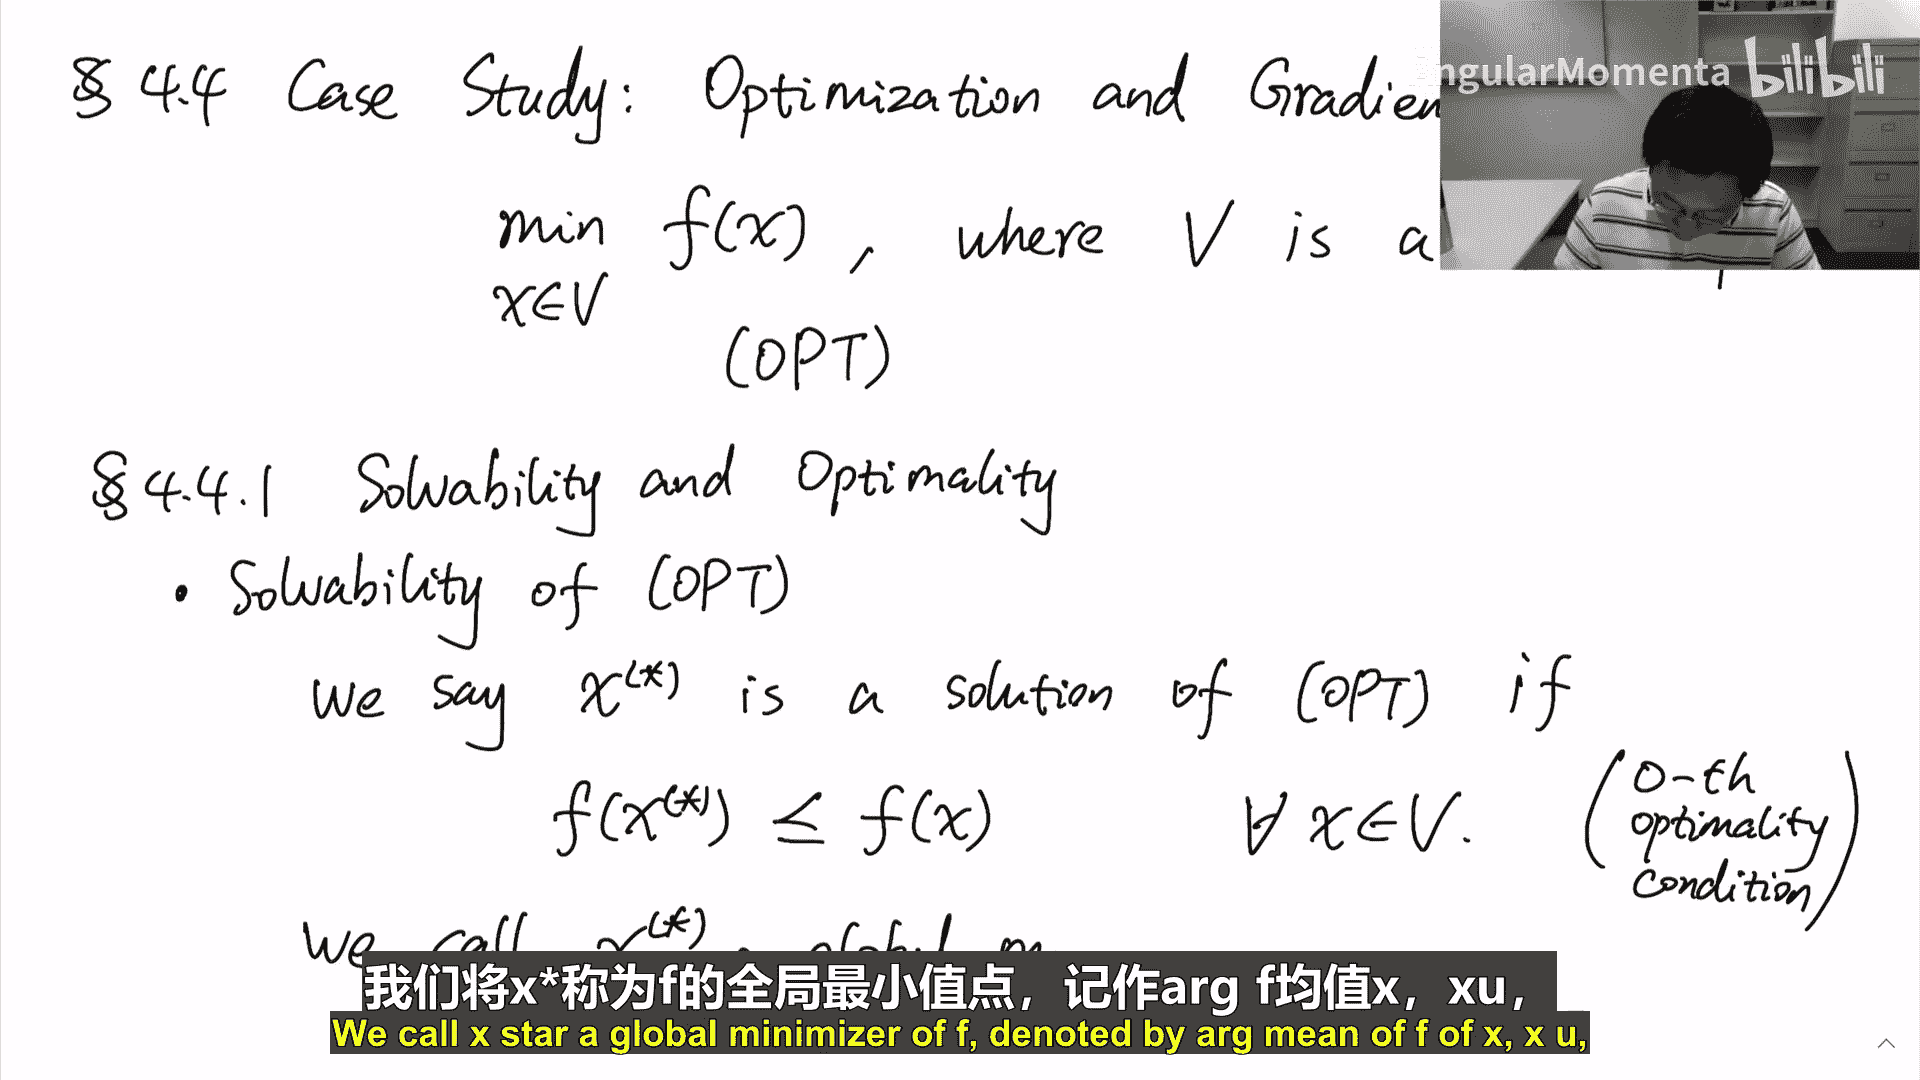 § 4.4 Case Study: Optimization and Gradien
ngularMomenta bilibili
min f(x), where V is a
x∈V
(OPT)
§ 4.4.1 Solvability and Optimality
• Solvability of (OPT)
We say x^(*) is a solution of (OPT) if
f(x^(*)) ≤ f(x) ∀ x∈V. (0-th optimality condition)
We call x^(*) global
我们将x*称为f的全局最小值点，记作arg f均值x，xu，
We call x star a global minimizer of f, denoted by arg mean of f of x, x u,